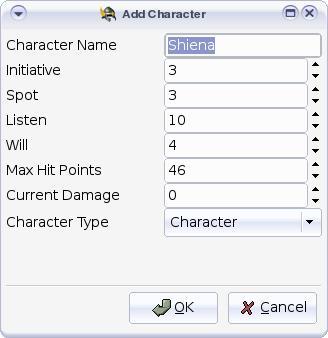 Add Character
Character Name Shiena
Initiative 3
Spot 3
Listen 10
Will 4
Max Hit Points 46
Current Damage 0
Character Type Character
OK Cancel